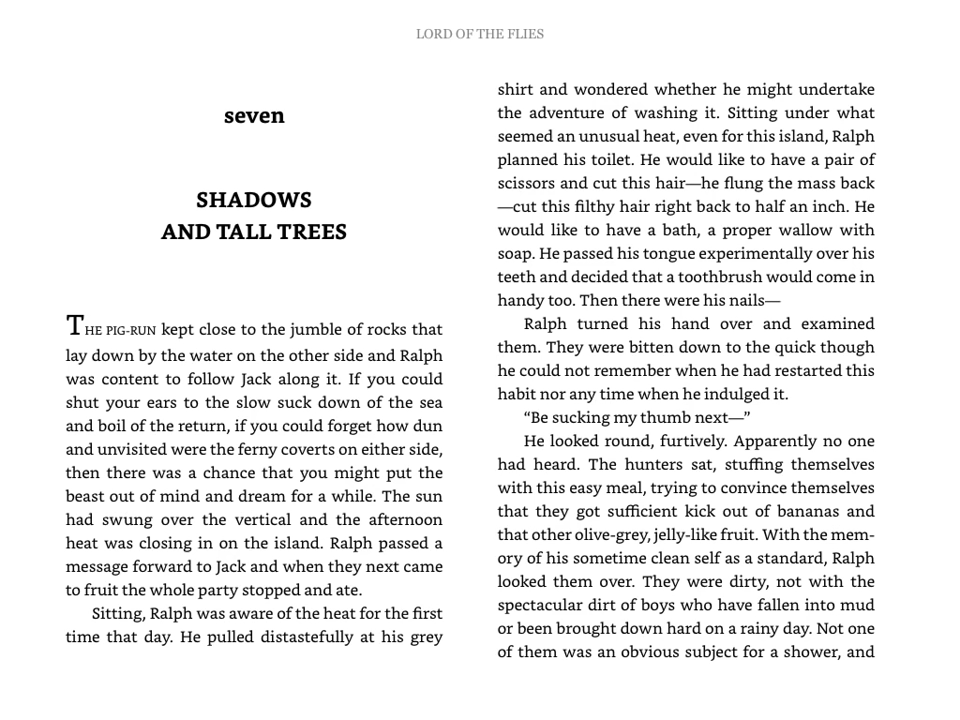 LORD OF THE FLIES
seven
SHADOWS
AND TALL TREES
THE PIG-RUN kept close to the jumble of rocks that
lay down by the water on the other side and Ralph
was content to follow Jack along it. If you could
shut your ears to the slow suck down of the sea
and boil of the return, if you could forget how dun
and unvisited were the ferny coverts on either side,
then there was a chance that you might put the
beast out of mind and dream for a while. The sun
had swung over the vertical and the afternoon
heat was closing in on the island. Ralph passed a
message forward to Jack and when they next came
to fruit the whole party stopped and ate.
Sitting, Ralph was aware of the heat for the first
time that day. He pulled distastefully at his grey
shirt and wondered whether he might undertake
the adventure of washing it. Sitting under what
seemed an unusual heat, even for this island, Ralph
planned his toilet. He would like to have a pair of
scissors and cut this hair—he flung the mass back
—cut this filthy hair right back to half an inch. He
would like to have a bath, a proper wallow with
soap. He passed his tongue experimentally over his
teeth and decided that a toothbrush would come in
handy too. Then there were his nails—
Ralph turned his hand over and examined
them. They were bitten down to the quick though
he could not remember when he had restarted this
habit nor any time when he indulged it.
“Be sucking my thumb next—”
He looked round, furtively. Apparently no one
had heard. The hunters sat, stuffing themselves
with this easy meal, trying to convince themselves
that they got sufficient kick out of bananas and
that other olive-grey, jelly-like fruit. With the mem-
ory of his sometime clean self as a standard, Ralph
looked them over. They were dirty, not with the
spectacular dirt of boys who have fallen into mud
or been brought down hard on a rainy day. Not one
of them was an obvious subject for a shower, and